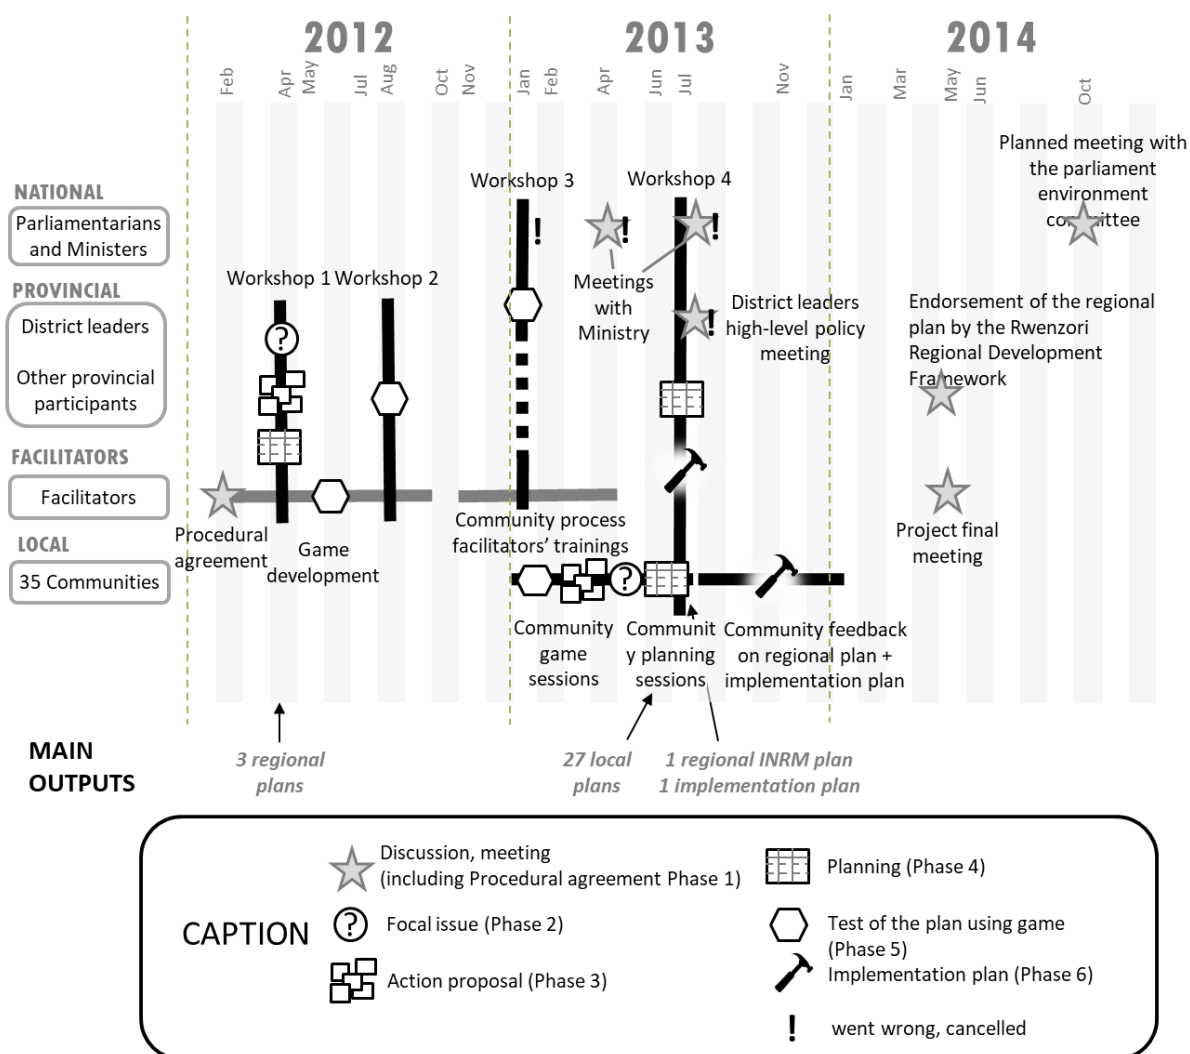 2012
2013
2014
Feb
Apr
May
Jul
Aug
Oct
Nov
Jan
Feb
Apr
Jun
Jul
Nov
Jan
Mar
May
Jun
Oct
NATIONAL
Parliamentarians
and Ministers
PROVINCIAL
District leaders
Other provincial
participants
FACILITATORS
Facilitators
LOCAL
35 Communities
Workshop 1
Workshop 2
Workshop 3
Workshop 4
!
!
!
!
?
?
Planned meeting with
the parliament
environment
committee
Meetings
with
Ministry
District leaders
high-level policy
meeting
Endorsement of the regional
plan by the Rwenzori
Regional Development
Framework
Procedural
agreement
Game
development
Community process
facilitators’ trainings
Project final
meeting
Community
game
sessions
Communit
y planning
sessions
Community feedback
on regional plan +
implementation plan
MAIN
OUTPUTS
3 regional
plans
27 local
plans
1 regional INRM plan
1 implementation plan
CAPTION
Discussion, meeting
(including Procedural agreement Phase 1)
?
Focal issue (Phase 2)
Action proposal (Phase 3)
Planning (Phase 4)
Test of the plan using game
(Phase 5)
Implementation plan (Phase 6)
!
went wrong, cancelled